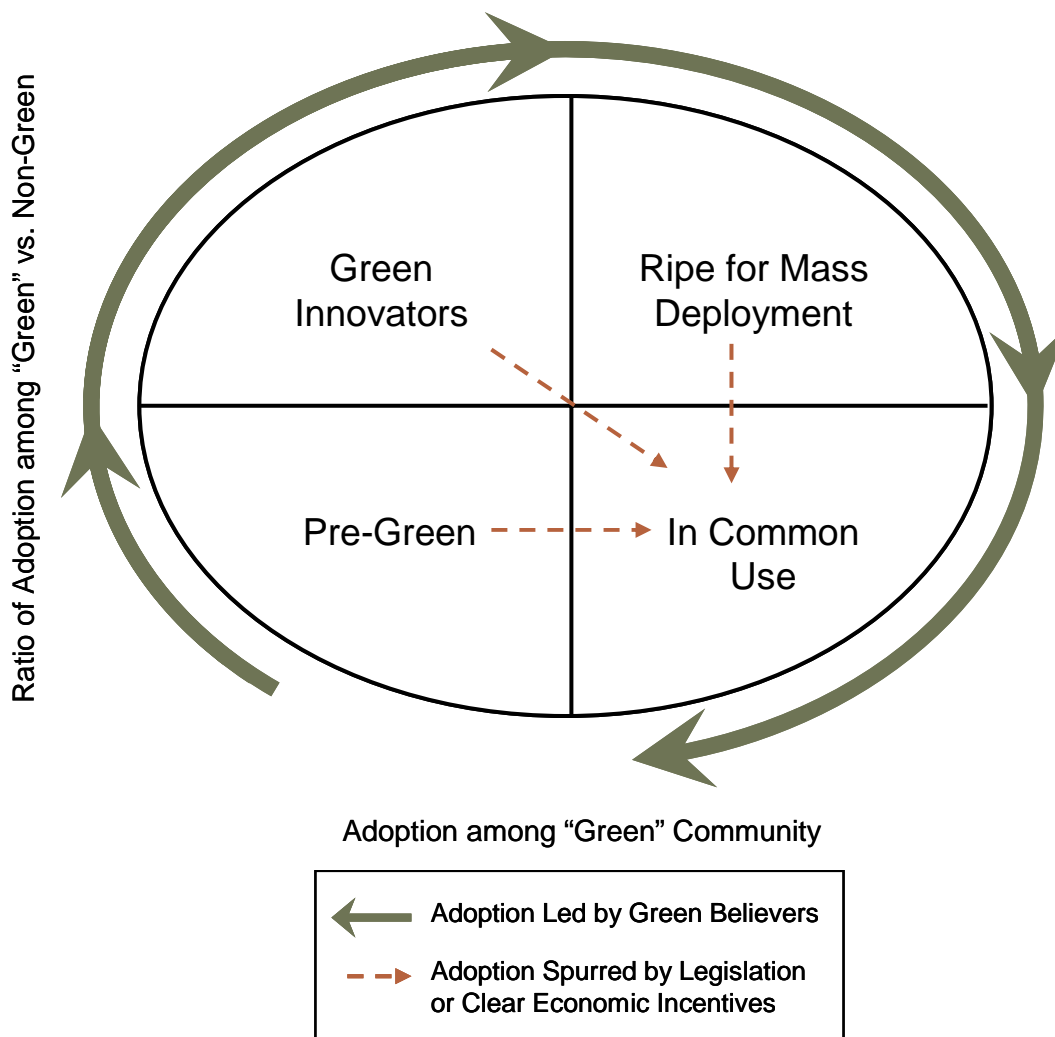 Ratio of Adoption among “Green” vs. Non-Green
Green
Innovators
Ripe for Mass
Deployment
Pre-Green
In Common
Use
Adoption among “Green” Community
Adoption Led by Green Believers
Adoption Spurred by Legislation
or Clear Economic Incentives